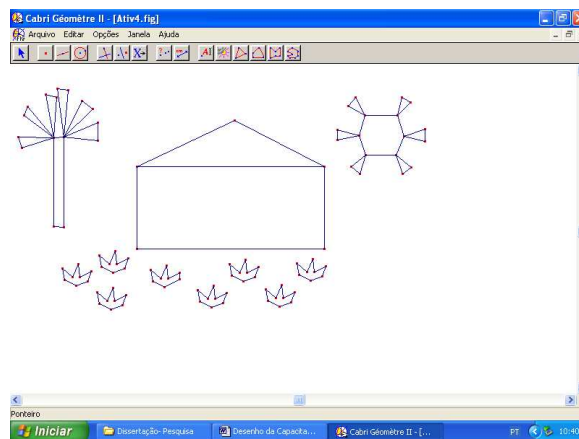 Cabri Géomètre II - [Ativ4.fig]
Arquivo Editar Opções Janela Ajuda
AI
Ponteiro
Iniciar Dissertação- Pesquisa Desenho da Capacita... Cabri Géomètre II - [... PT 10:40